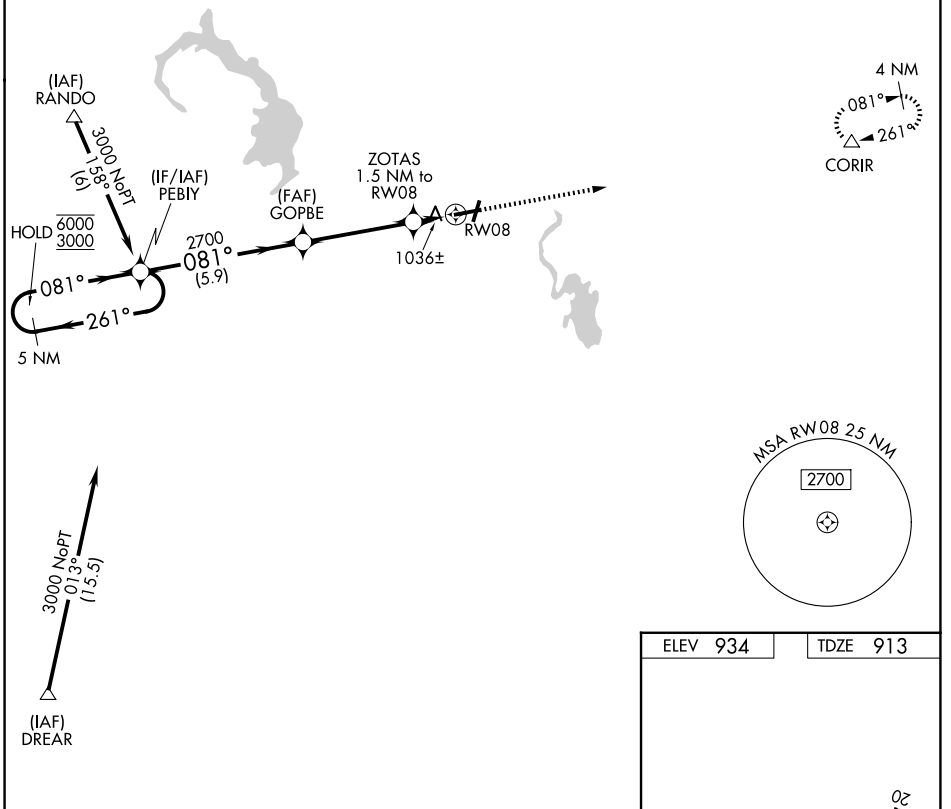 (IAF)
RANDO
3000 NoPT
158°
(6)
(IF/IAF)
PEBIY
HOLD
6000
3000
081°
261°
5 NM
2700
081°
(5.9)
(FAF)
GOPBE
ZOTAS
1.5 NM to
RW08
1036±
RW08
4 NM
081°
261°
CORIR
MSA RW08 25 NM
2700
3000 NoPT
013°
(15.5)
(IAF)
DREAR
ELEV 934
TDZE 913
20